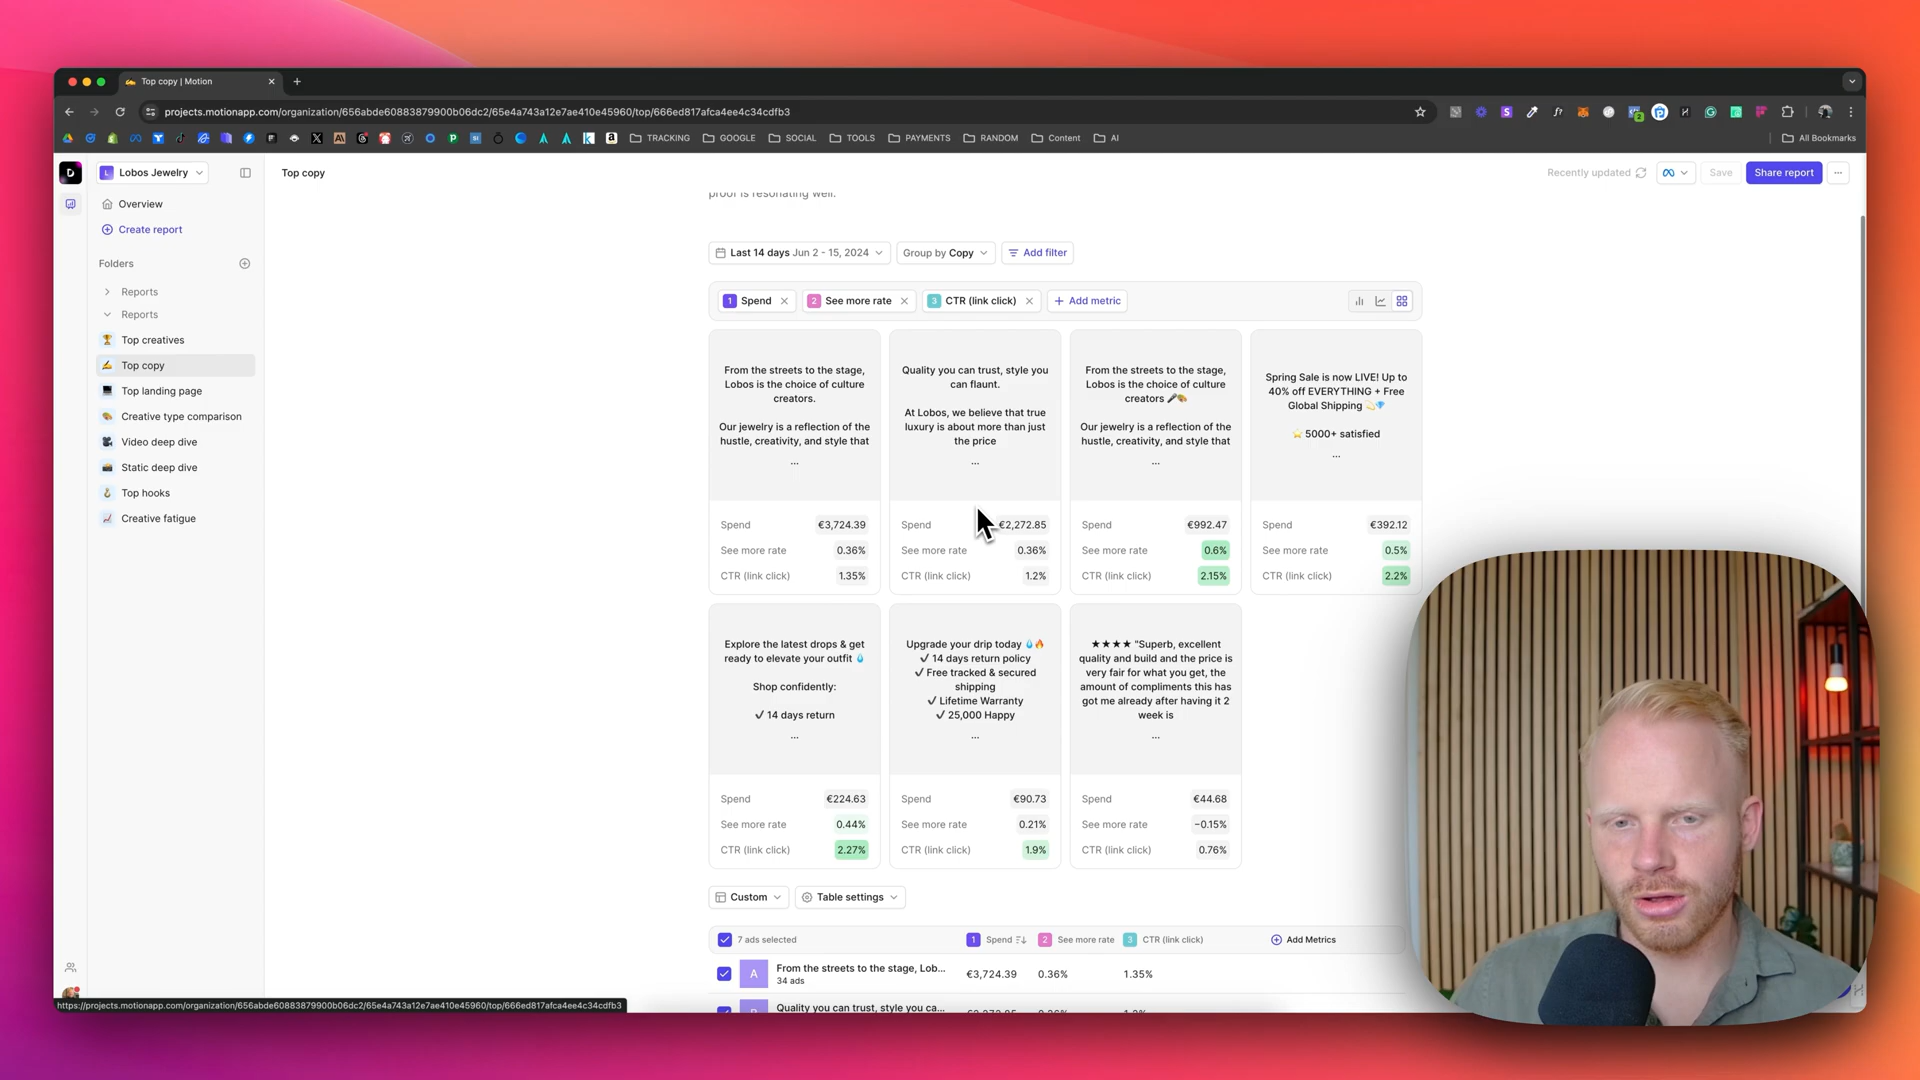 Top copy | Motion
projects.motionapp.com/organization/656abde60883879900b06dc2/65e4a743a12e7ae410e45960/top/666ed817afca4ee4c34cdfb3
TRACKING
GOOGLE
SOCIAL
TOOLS
PAYMENTS
RANDOM
Content
AI
All Bookmarks
D
L Lobos Jewelry
Top copy
Recently updated
Save
Share report
Overview
Create report
Folders
Reports
Reports
Top creatives
Top copy
Top landing page
Creative type comparison
Video deep dive
Static deep dive
Top hooks
Creative fatigue
proof is resonating well.
Last 14 days Jun 2 - 15, 2024
Group by Copy
Add filter
1 Spend
2 See more rate
3 CTR (link click)
+ Add metric
From the streets to the stage,
Lobos is the choice of culture
creators.
Our jewelry is a reflection of the
hustle, creativity, and style that
...
Spend €3,724.39
See more rate 0.36%
CTR (link click) 1.35%
Quality you can trust, style you
can flaunt.
At Lobos, we believe that true
luxury is about more than just
the price
...
Spend €2,272.85
See more rate 0.36%
CTR (link click) 1.2%
From the streets to the stage,
Lobos is the choice of culture
creators 🎤🎨
Our jewelry is a reflection of the
hustle, creativity, and style that
...
Spend €992.47
See more rate 0.6%
CTR (link click) 2.15%
Spring Sale is now LIVE! Up to
40% off EVERYTHING + Free
Global Shipping 💫💎
⭐ 5000+ satisfied
...
Spend €392.12
See more rate 0.5%
CTR (link click) 2.2%
Explore the latest drops & get
ready to elevate your outfit 💧
Shop confidently:
✓ 14 days return
...
Spend €224.63
See more rate 0.44%
CTR (link click) 2.27%
Upgrade your drip today 💧🔥
✓ 14 days return policy
✓ Free tracked & secured
shipping
✓ Lifetime Warranty
✓ 25,000 Happy
...
Spend €90.73
See more rate 0.21%
CTR (link click) 1.9%
★★★★ "Superb, excellent
quality and build and the price is
very fair for what you get, the
amount of compliments this has
got me already after having it 2
week is
...
Spend €44.68
See more rate −0.15%
CTR (link click) 0.76%
Custom
Table settings
7 ads selected
1 Spend
2 See more rate
3 CTR (link click)
Add Metrics
A From the streets to the stage, Lob...
34 ads
€3,724.39 0.36% 1.35%
Quality you can trust, style you ca...
https://projects.motionapp.com/organization/656abde60883879900b06dc2/65e4a743a12e7ae410e45960/top/666ed817afca4ee4c34cdfb3